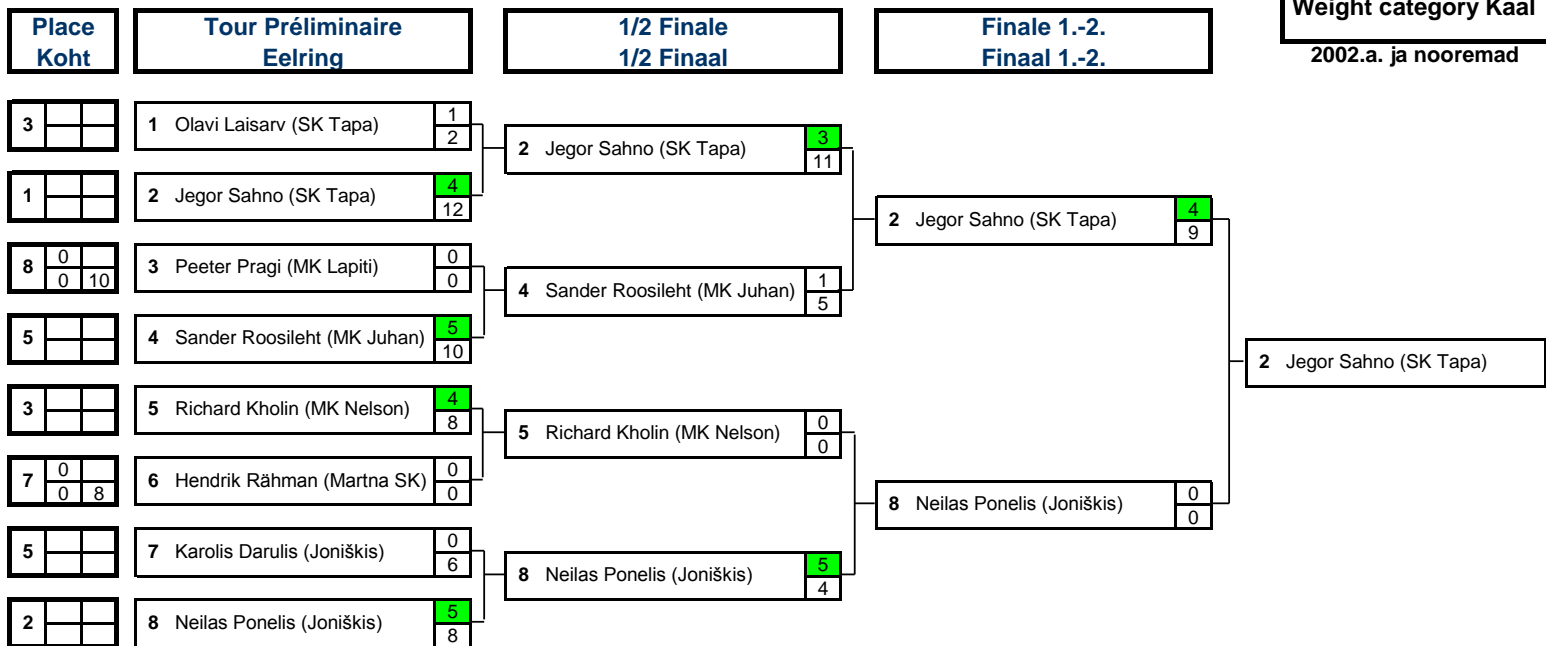 Weight category Kaal
Place
Koht
Tour Préliminaire
Eelring
1/2 Finale
1/2 Finaal
Finale 1.-2.
Finaal 1.-2.
2002.a. ja nooremad
3
1 Olavi Laisarv (SK Tapa) 1
2
2 Jegor Sahno (SK Tapa) 3
11
1
2 Jegor Sahno (SK Tapa) 4
12
2 Jegor Sahno (SK Tapa) 4
9
8 0
0 10
3 Peeter Pragi (MK Lapiti) 0
0
4 Sander Roosileht (MK Juhan) 1
5
5
4 Sander Roosileht (MK Juhan) 5
10
2 Jegor Sahno (SK Tapa)
3
5 Richard Kholin (MK Nelson) 4
8
5 Richard Kholin (MK Nelson) 0
0
7 0
0 8
6 Hendrik Rähman (Martna SK) 0
0
8 Neilas Ponelis (Joniškis) 0
0
5
7 Karolis Darulis (Joniškis) 0
6
8 Neilas Ponelis (Joniškis) 5
4
2
8 Neilas Ponelis (Joniškis) 5
8